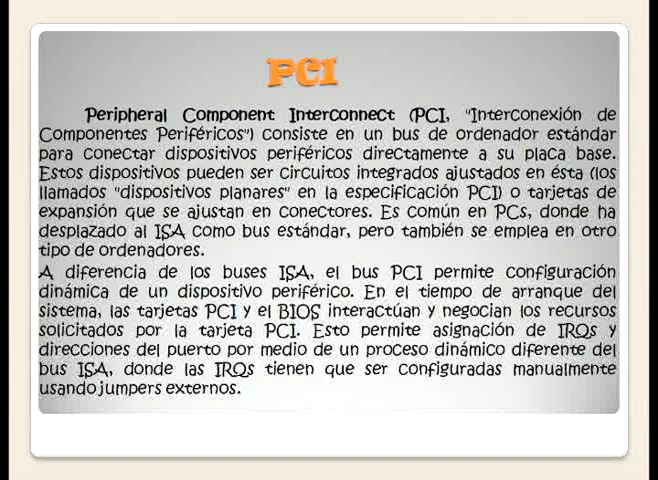 PCI
Peripheral Component Interconnect (PCI, "Interconexión de
Componentes Periféricos") consiste en un bus de ordenador estándar
para conectar dispositivos periféricos directamente a su placa base.
Estos dispositivos pueden ser circuitos integrados ajustados en ésta (los
llamados "dispositivos planares" en la especificación PCI) o tarjetas de
expansión que se ajustan en conectores. Es común en PCs, donde ha
desplazado al ISA como bus estándar, pero también se emplea en otro
tipo de ordenadores.
A diferencia de los buses ISA, el bus PCI permite configuración
dinámica de un dispositivo periférico. En el tiempo de arranque del
sistema, las tarjetas PCI y el BIOS interactúan y negocian los recursos
solicitados por la tarjeta PCI. Esto permite asignación de IRQs y
direcciones del puerto por medio de un proceso dinámico diferente del
bus ISA, donde las IRQs tienen que ser configuradas manualmente
usando jumpers externos.